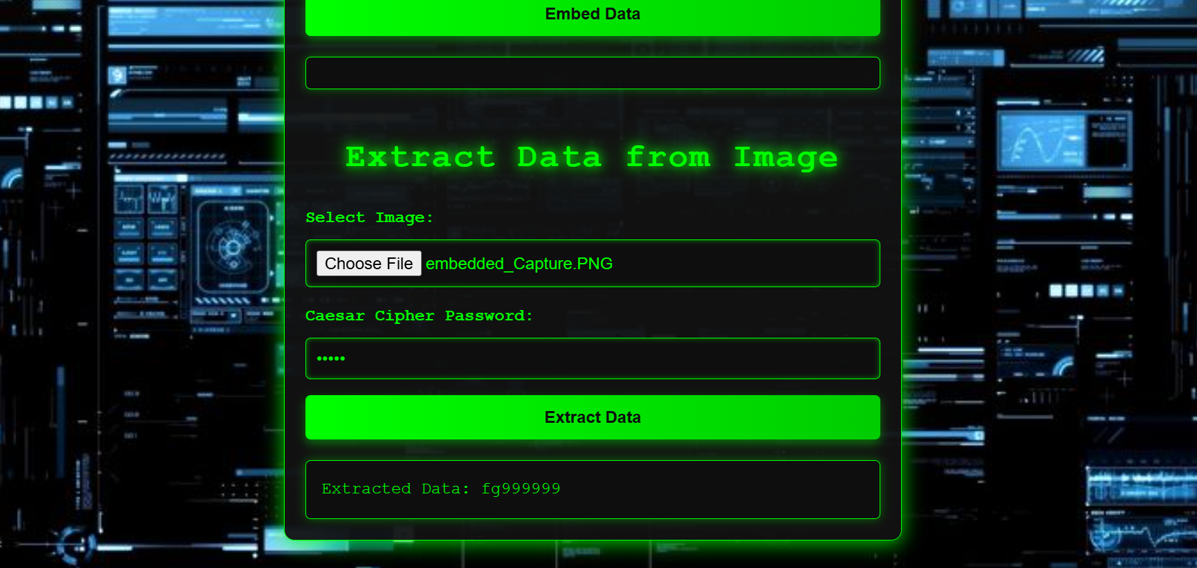 Embed Data
Extract Data from Image
Select Image:
Choose File embedded_Capture.PNG
Caesar Cipher Password:
•••••
Extract Data
Extracted Data: fg999999